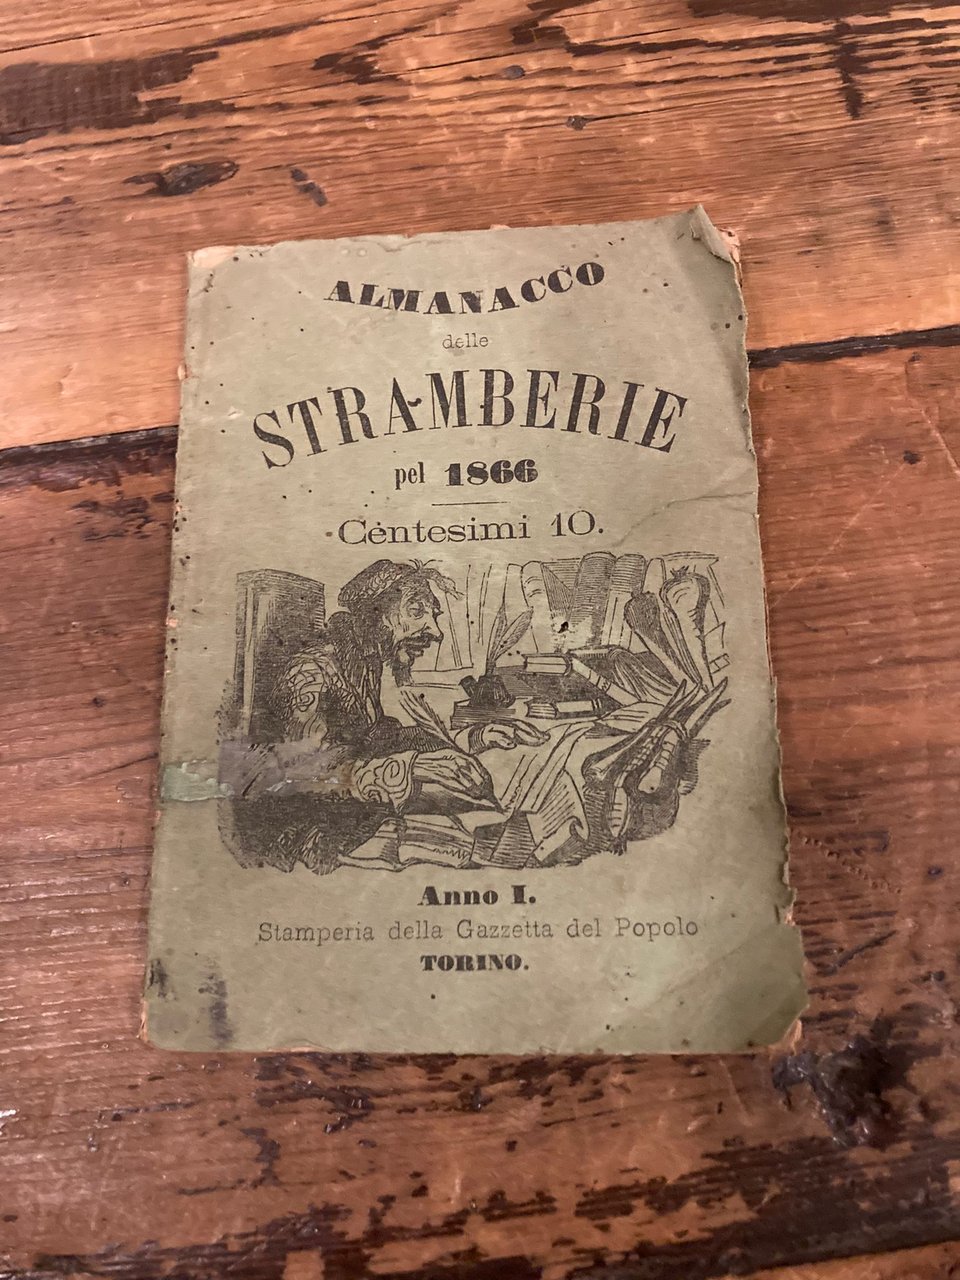 ALMANACCO
delle
STRAMBERIE
pel 1866
Centesimi 10.
Anno I.
Stamperia della Gazzetta del Popolo
TORINO.